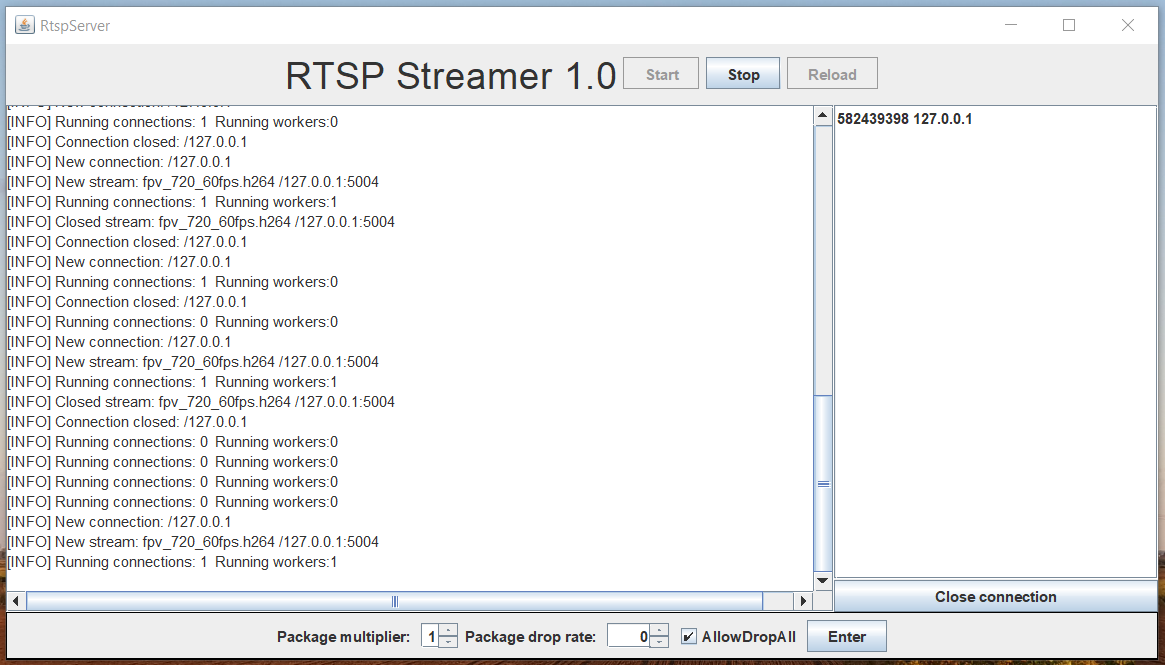 RtspServer
RTSP Streamer 1.0 Start Stop Reload
[INFO] New connection: /127.0.0.1
[INFO] Running connections: 1 Running workers:0
[INFO] Connection closed: /127.0.0.1
[INFO] New connection: /127.0.0.1
[INFO] New stream: fpv_720_60fps.h264 /127.0.0.1:5004
[INFO] Running connections: 1 Running workers:1
[INFO] Closed stream: fpv_720_60fps.h264 /127.0.0.1:5004
[INFO] Connection closed: /127.0.0.1
[INFO] New connection: /127.0.0.1
[INFO] Running connections: 1 Running workers:0
[INFO] Connection closed: /127.0.0.1
[INFO] Running connections: 0 Running workers:0
[INFO] New connection: /127.0.0.1
[INFO] New stream: fpv_720_60fps.h264 /127.0.0.1:5004
[INFO] Running connections: 1 Running workers:1
[INFO] Closed stream: fpv_720_60fps.h264 /127.0.0.1:5004
[INFO] Connection closed: /127.0.0.1
[INFO] Running connections: 0 Running workers:0
[INFO] Running connections: 0 Running workers:0
[INFO] Running connections: 0 Running workers:0
[INFO] Running connections: 0 Running workers:0
[INFO] New connection: /127.0.0.1
[INFO] New stream: fpv_720_60fps.h264 /127.0.0.1:5004
[INFO] Running connections: 1 Running workers:1
582439398 127.0.0.1
Close connection
Package multiplier: 1 Package drop rate: 0 AllowDropAll Enter